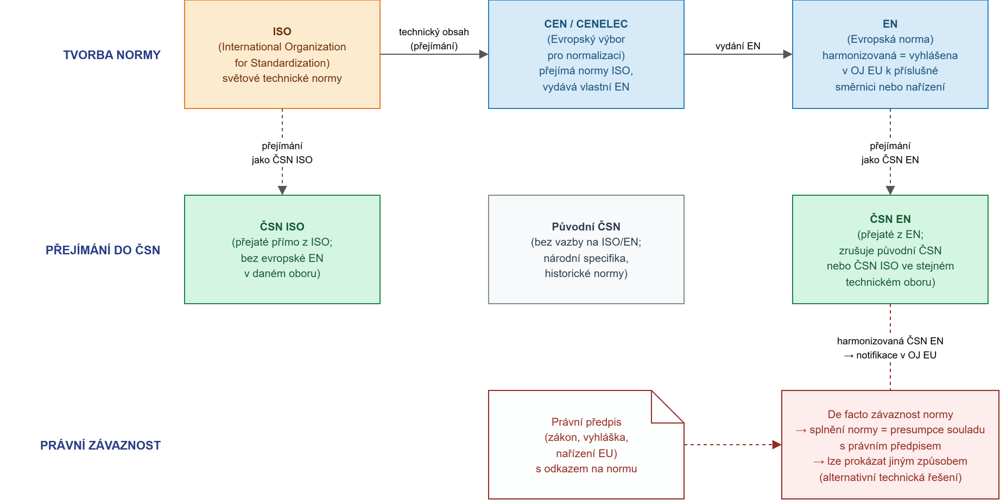 TVORBA NORMY
ISO
(International Organization
for Standardization)
světové technické normy
technický obsah
(přejímání)
CEN / CENELEC
(Evropský výbor
pro normalizaci)
přejímá normy ISO,
vydává vlastní EN
vydání EN
EN
(Evropská norma)
harmonizovaná = vyhlášena
v OJ EU k příslušné
směrnici nebo nařízení
přejímání
jako ČSN ISO
přejímání
jako ČSN EN
PŘEJÍMÁNÍ DO ČSN
ČSN ISO
(přejaté přímo z ISO;
bez evropské EN
v daném oboru)
Původní ČSN
(bez vazby na ISO/EN;
národní specifika,
historické normy)
ČSN EN
(přejaté z EN;
zrušuje původní ČSN
nebo ČSN ISO ve stejném
technickém oboru)
harmonizovaná ČSN EN
→ notifikace v OJ EU
PRÁVNÍ ZÁVAZNOST
Právní předpis
(zákon, vyhláška,
nařízení EU)
s odkazem na normu
De facto závaznost normy
→ splnění normy = presumpce souladu
s právním předpisem
→ lze prokázat jiným způsobem
(alternativní technická řešení)